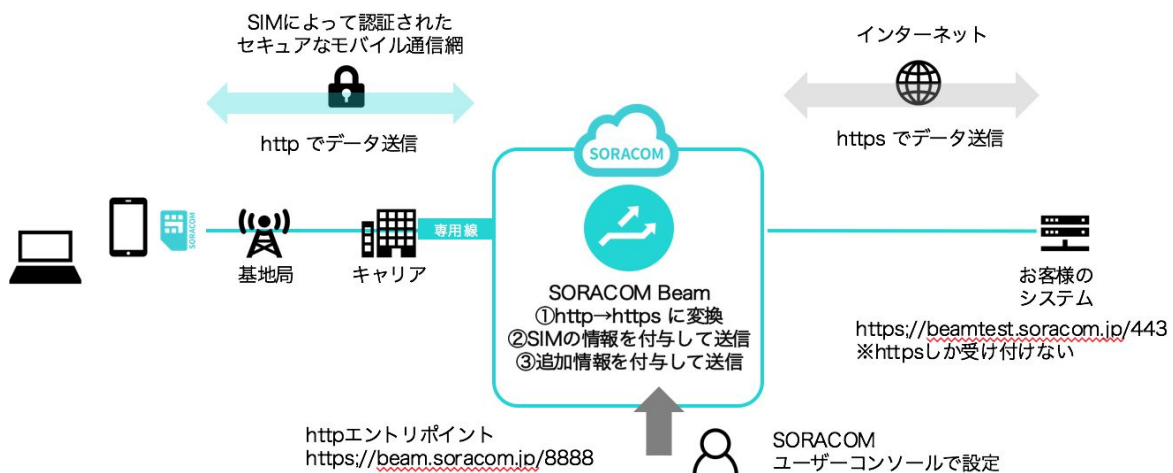 SIMによって認証された
セキュアなモバイル通信網
インターネット
http でデータ送信
https でデータ送信
SORACOM
SORACOM
専用線
基地局
キャリア
お客様の
システム
SORACOM Beam
①http→https に変換
②SIMの情報を付与して送信
③追加情報を付与して送信
https;//beamtest.soracom.jp/443
※httpsしか受け付けない
httpエントリポイント
https;//beam.soracom.jp/8888
SORACOM
ユーザーコンソールで設定